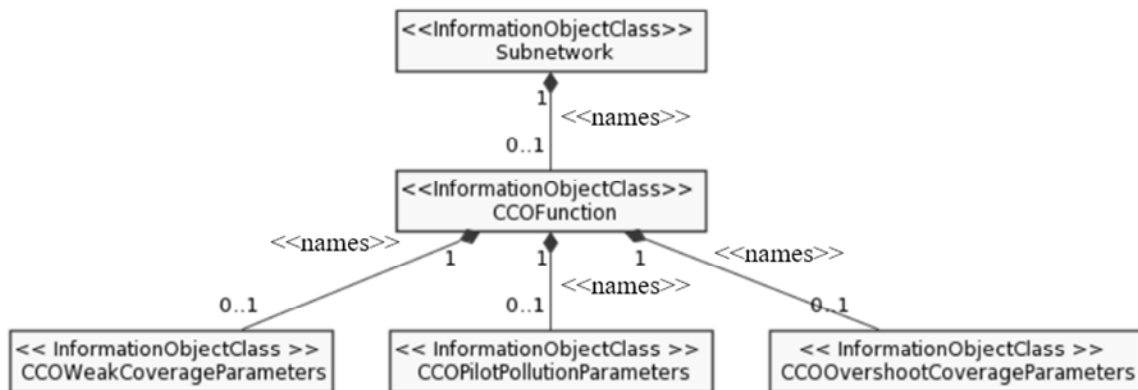 <<InformationObjectClass>>
Subnetwork
1
<<names>>
0..1
<<InformationObjectClass>>
CCOFunction
<<names>>
<<names>>
1
1
1
<<names>>
0..1
0..1
0..1
<< InformationObjectClass >>
CCOWeakCoverageParameters
<< InformationObjectClass >>
CCOPilotPollutionParameters
<< InformationObjectClass >>
CCOOvershootCoverageParameters